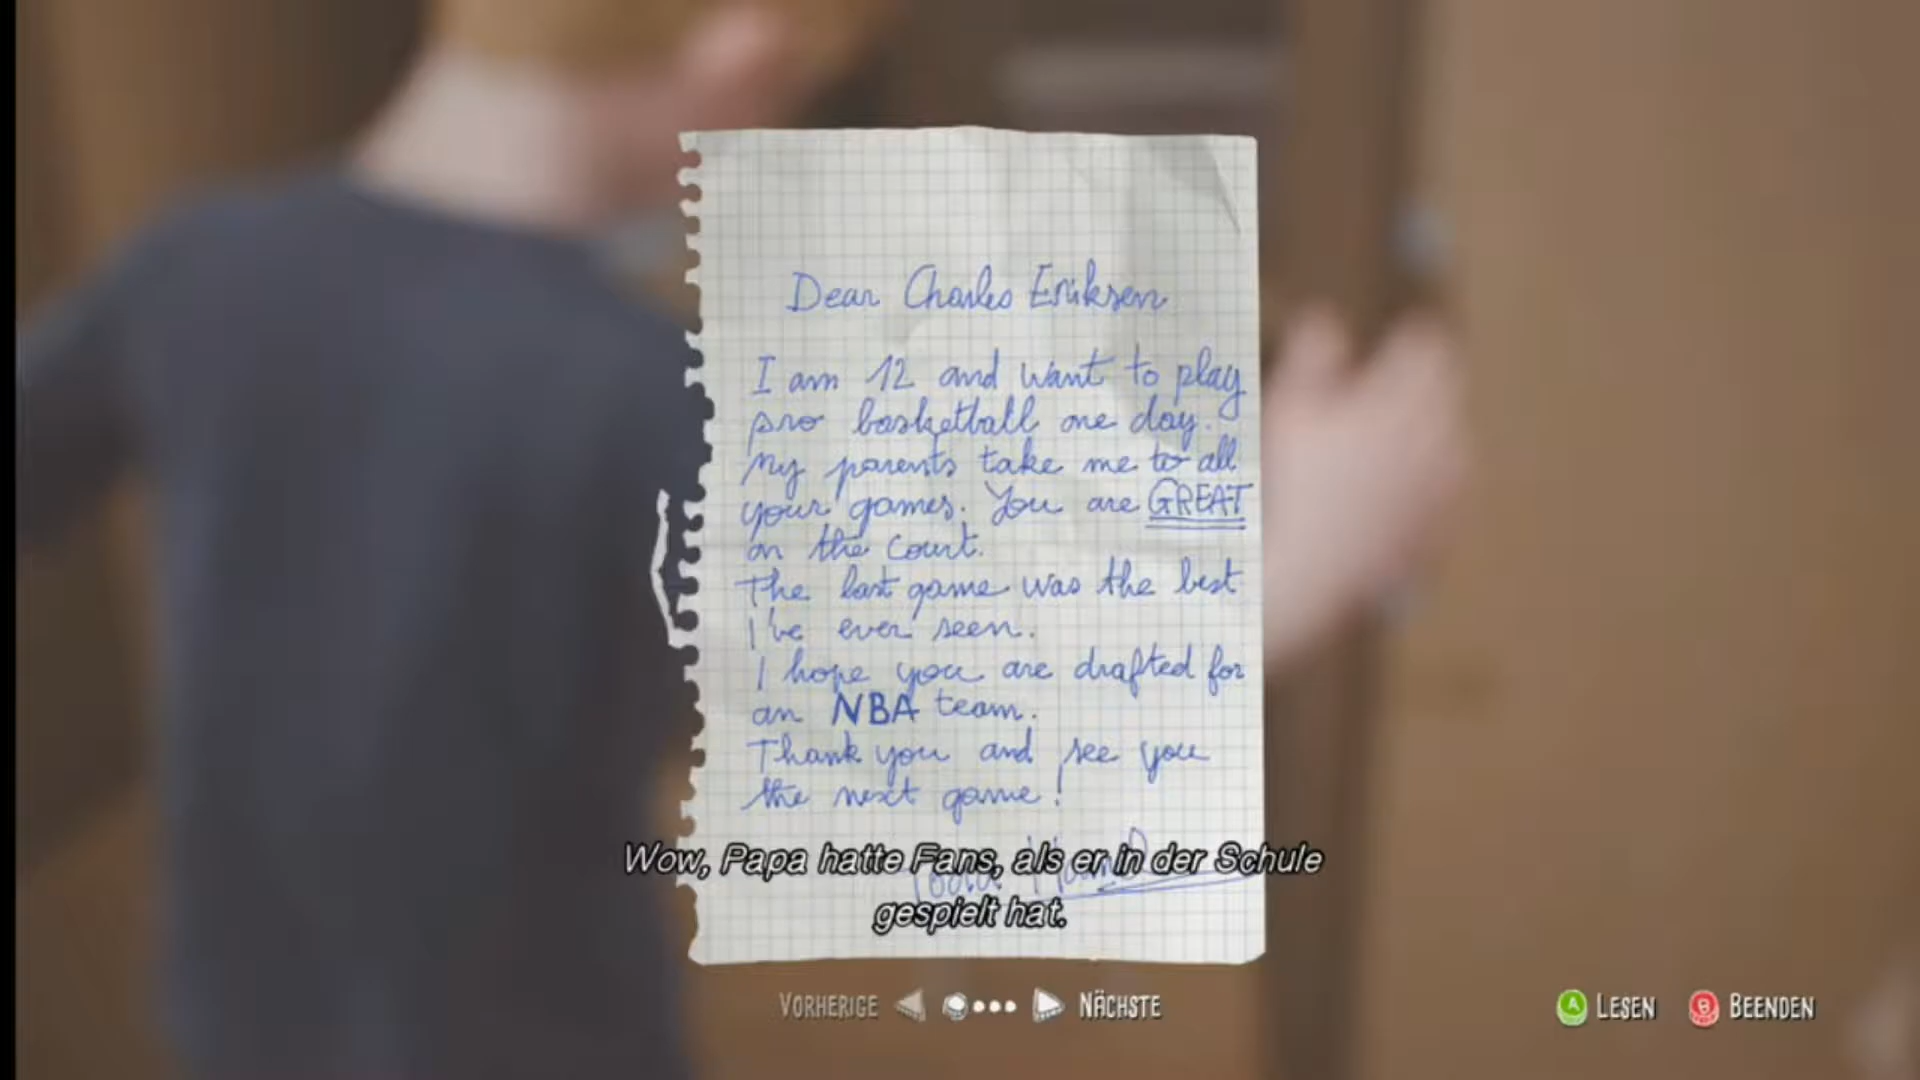 Dear Charles Eriksen
I am 12 and want to play
pro basketball one day.
My parents take me to all
your games. You are GREAT
on the court.
The last game was the best
I've ever seen.
I hope you are drafted for
an NBA team.
Thank you and see you
the next game!
Wow, Papa hatte Fans, als er in der Schule
gespielt hat.
VORHERIGE NÄCHSTE
A LESEN B BEENDEN